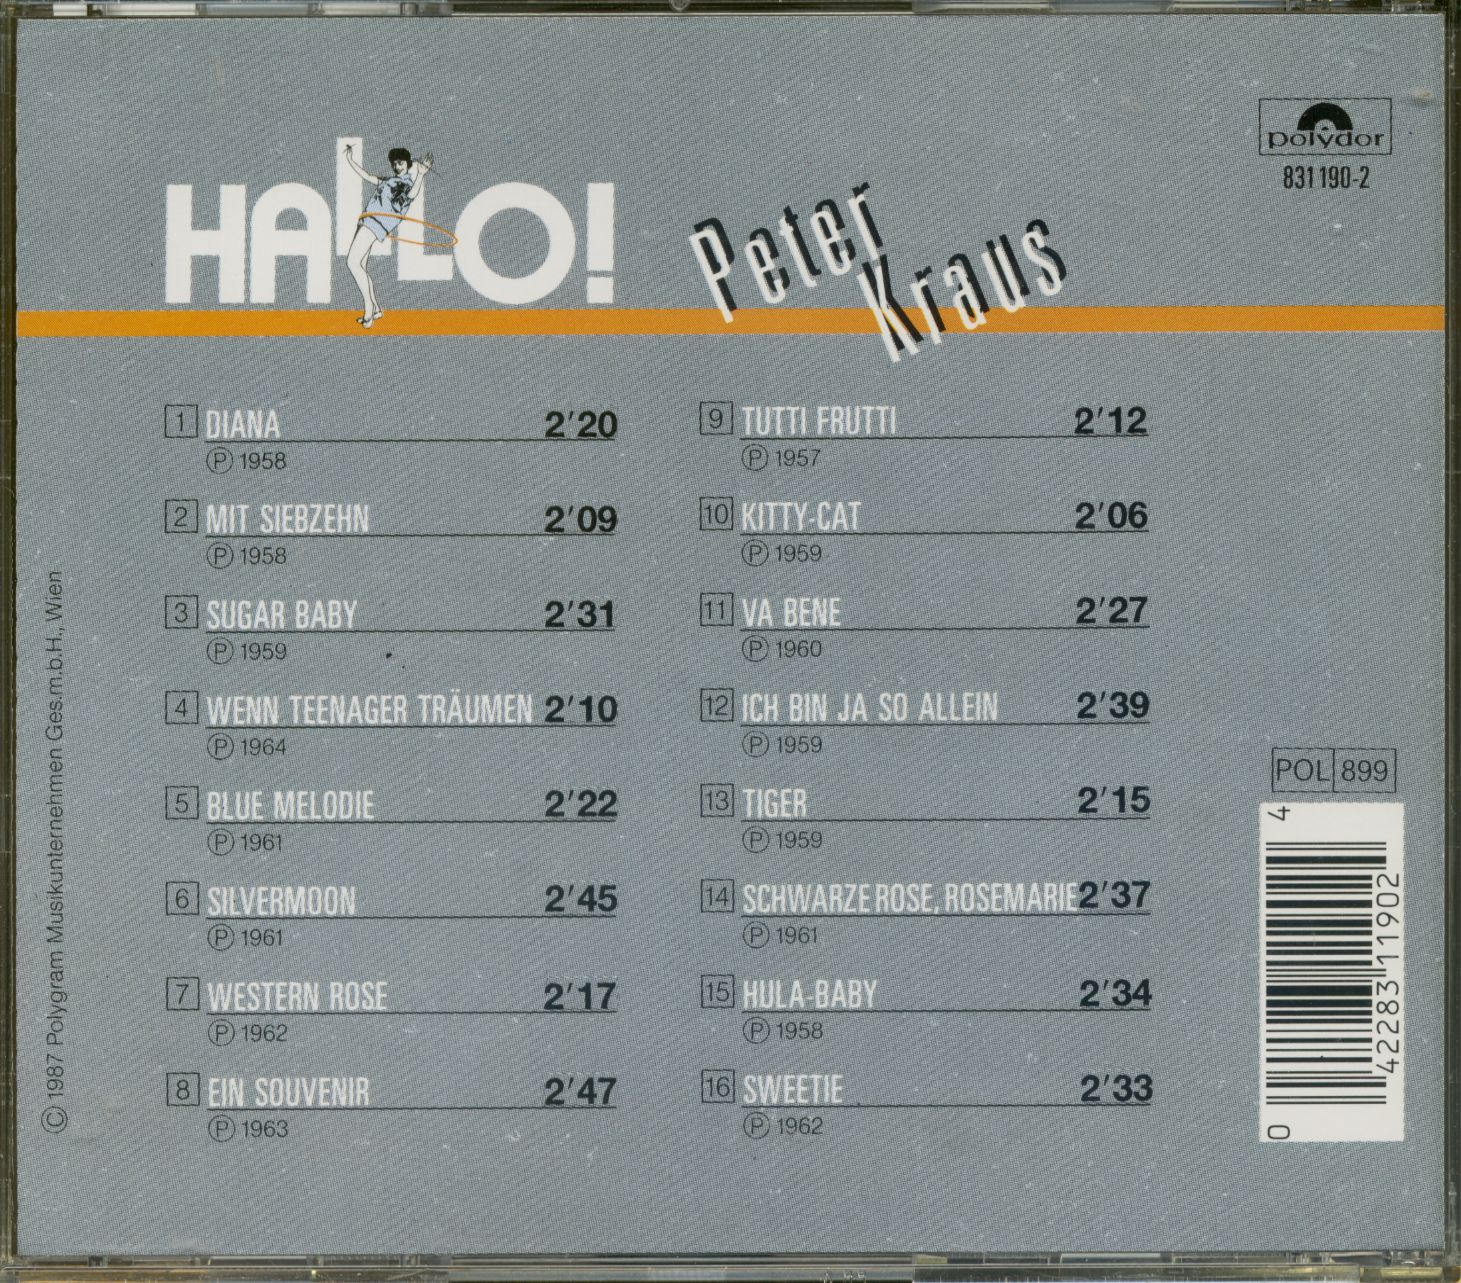 HALLO!
Peter
Kraus
polydor
831 190-2
1 DIANA 2'20
Ⓟ 1958
2 MIT SIEBZEHN 2'09
Ⓟ 1958
3 SUGAR BABY 2'31
Ⓟ 1959
4 WENN TEENAGER TRÄUMEN 2'10
Ⓟ 1964
5 BLUE MELODIE 2'22
Ⓟ 1961
6 SILVERMOON 2'45
Ⓟ 1961
7 WESTERN ROSE 2'17
Ⓟ 1962
8 EIN SOUVENIR 2'47
Ⓟ 1963
9 TUTTI FRUTTI 2'12
Ⓟ 1957
10 KITTY-CAT 2'06
Ⓟ 1959
11 VA BENE 2'27
Ⓟ 1960
12 ICH BIN JA SO ALLEIN 2'39
Ⓟ 1959
13 TIGER 2'15
Ⓟ 1959
14 SCHWARZE ROSE, ROSEMARIE 2'37
Ⓟ 1961
15 HULA-BABY 2'34
Ⓟ 1958
16 SWEETIE 2'33
Ⓟ 1962
© 1987 Polygram Musikunternehmen Ges.m.b.H., Wien
POL 899
0 42283 11902 4